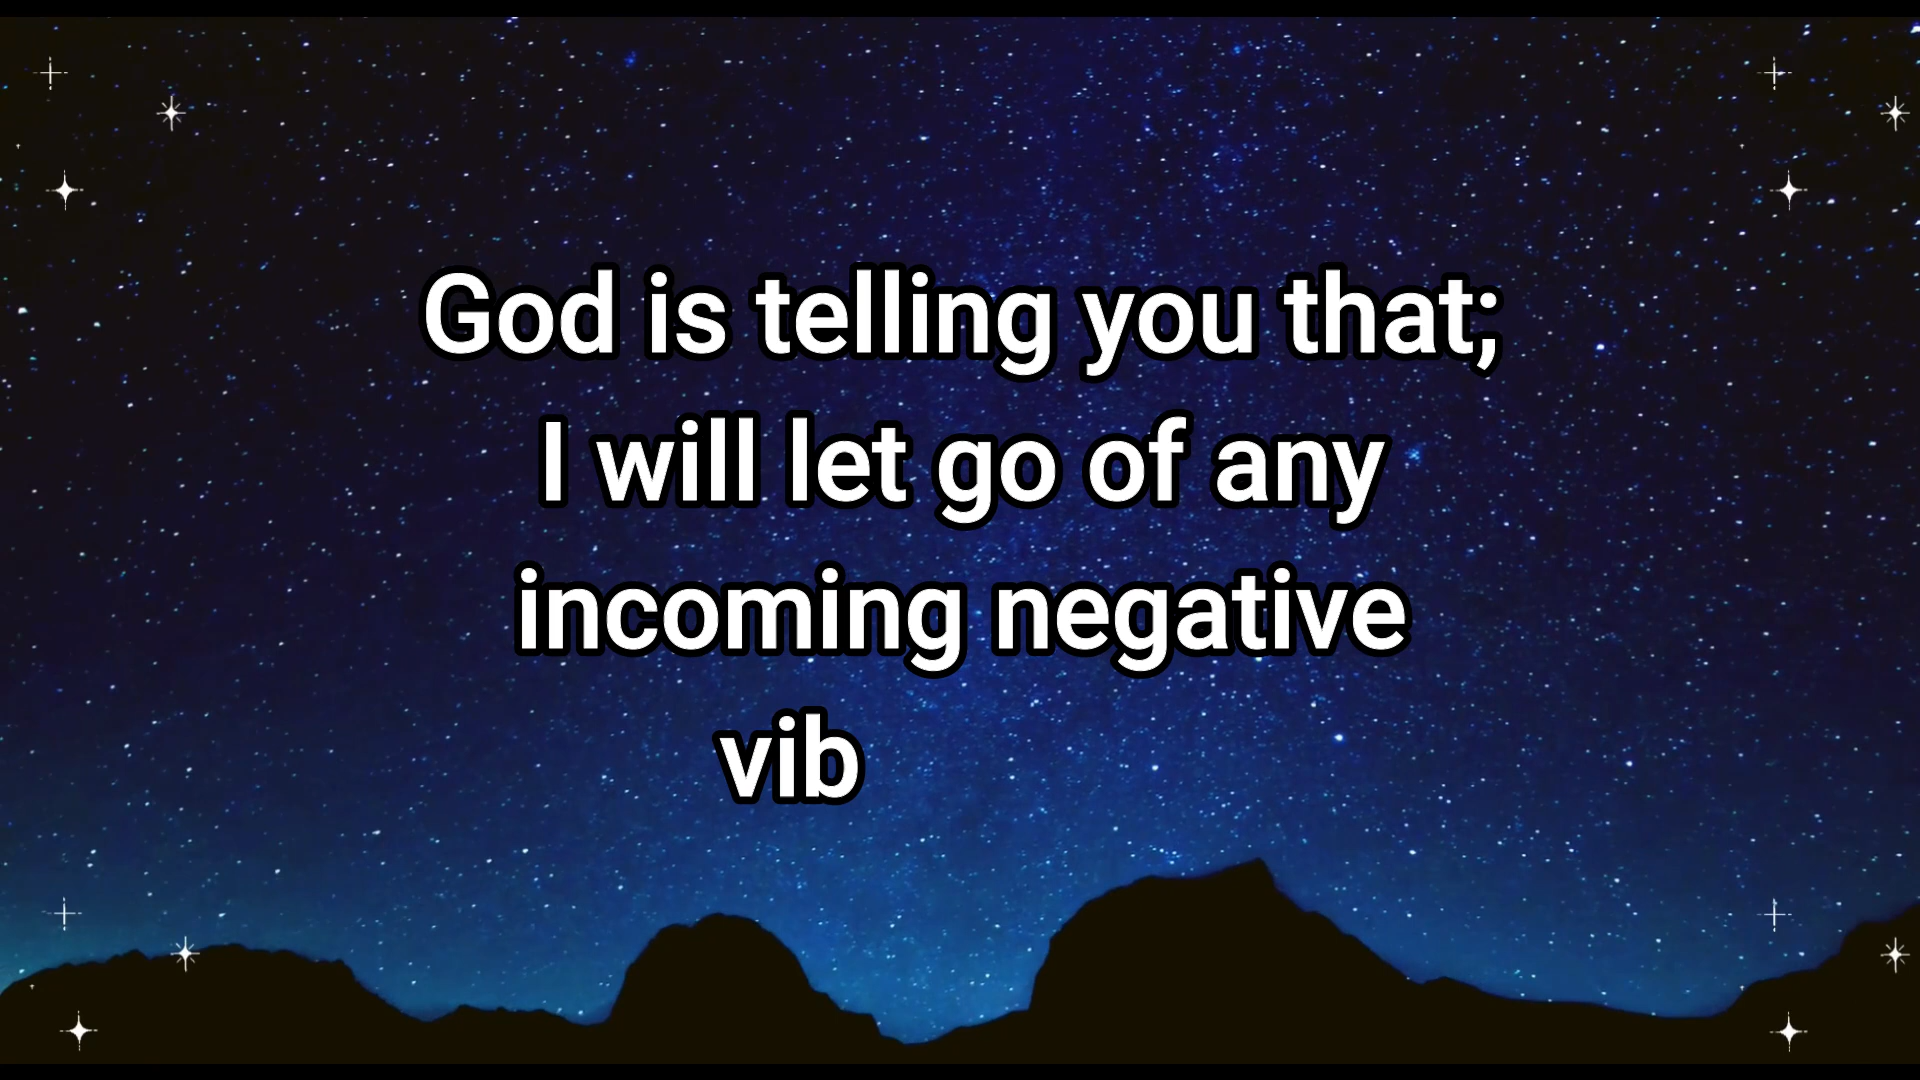 God is telling you that;
I will let go of any
incoming negative
vib